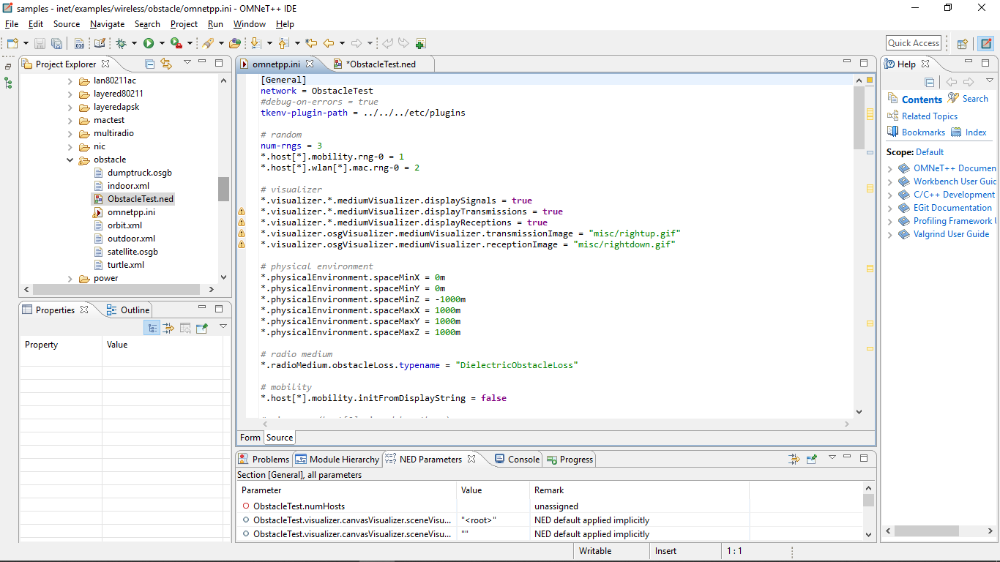 samples - inet/examples/wireless/obstacle/omnetpp.ini - OMNeT++ IDE
File Edit Source Navigate Search Project Run Window Help
Quick Access
Project Explorer
lan80211ac
layered80211
layeredapsk
mactest
multiradio
nic
obstacle
dumptruck.osgb
indoor.xml
ObstacleTest.ned
omnetpp.ini
orbit.xml
outdoor.xml
satellite.osgb
turtle.xml
power
Properties Outline
Property Value
omnetpp.ini *ObstacleTest.ned
[General]
network = ObstacleTest
#debug-on-errors = true
tkenv-plugin-path = ../../../etc/plugins
# random
num-rngs = 3
*.host[*].mobility.rng-0 = 1
*.host[*].wlan[*].mac.rng-0 = 2
# visualizer
*.visualizer.*.mediumVisualizer.displaySignals = true
*.visualizer.*.mediumVisualizer.displayTransmissions = true
*.visualizer.*.mediumVisualizer.displayReceptions = true
*.visualizer.osgVisualizer.mediumVisualizer.transmissionImage = "misc/rightup.gif"
*.visualizer.osgVisualizer.mediumVisualizer.receptionImage = "misc/rightdown.gif"
# physical environment
*.physicalEnvironment.spaceMinX = 0m
*.physicalEnvironment.spaceMinY = 0m
*.physicalEnvironment.spaceMinZ = -1000m
*.physicalEnvironment.spaceMaxX = 1000m
*.physicalEnvironment.spaceMaxY = 1000m
*.physicalEnvironment.spaceMaxZ = 1000m
# radio medium
*.radioMedium.obstacleLoss.typename = "DielectricObstacleLoss"
# mobility
*.host[*].mobility.initFromDisplayString = false
Form Source
Problems Module Hierarchy NED Parameters Console Progress
Section [General], all parameters
Parameter Value Remark
ObstacleTest.numHosts unassigned
ObstacleTest.visualizer.canvasVisualizer.sceneVisu... "<root>" NED default applied implicitly
ObstacleTest.visualizer.canvasVisualizer.sceneVisu... "" NED default applied implicitly
Help
Contents Search
Related Topics
Bookmarks Index
Scope: Default
OMNeT++ Documen
Workbench User Guid
C/C++ Development
EGit Documentation
Profiling Framework U
Valgrind User Guide
Writable Insert 1 : 1